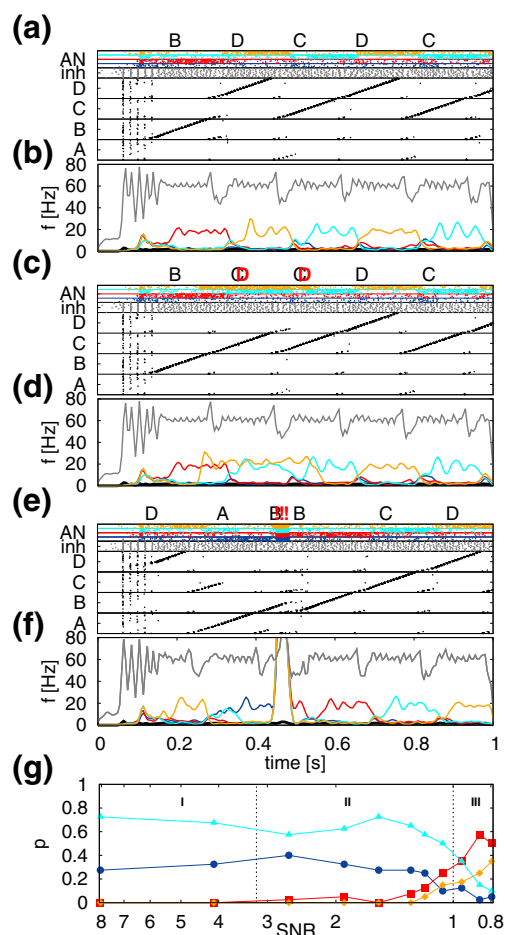 (a)
B D C D C
AN
inh
D
C
B
A
(b)
80
60
40
20
0
f [Hz]
(c)
B C D C D D C
AN
inh
D
C
B
A
(d)
80
60
40
20
0
f [Hz]
(e)
D A B !! B C D
AN
inh
D
C
B
A
(f)
80
60
40
20
0
f [Hz]
0 0.2 0.4 0.6 0.8 1
time [s]
(g)
1
0.8
0.6
0.4
0.2
0
p
I II III
8 7 6 5 4 3 2 1 0.8
SNR